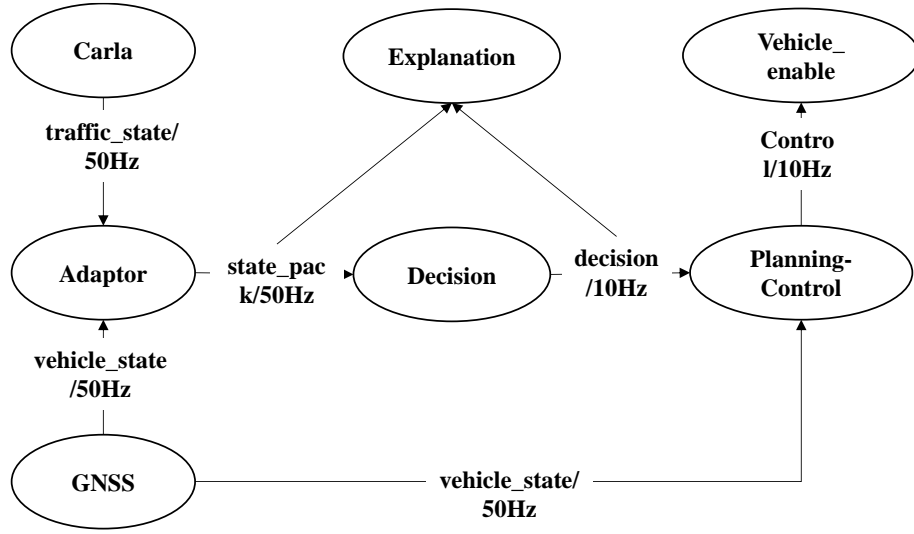 Carla
Explanation
Vehicle_
enable
traffic_state/
50Hz
Contro
l/10Hz
Adaptor
state_pac
k/50Hz
Decision
decision
/10Hz
Planning-
Control
vehicle_state
/50Hz
GNSS
vehicle_state/
50Hz